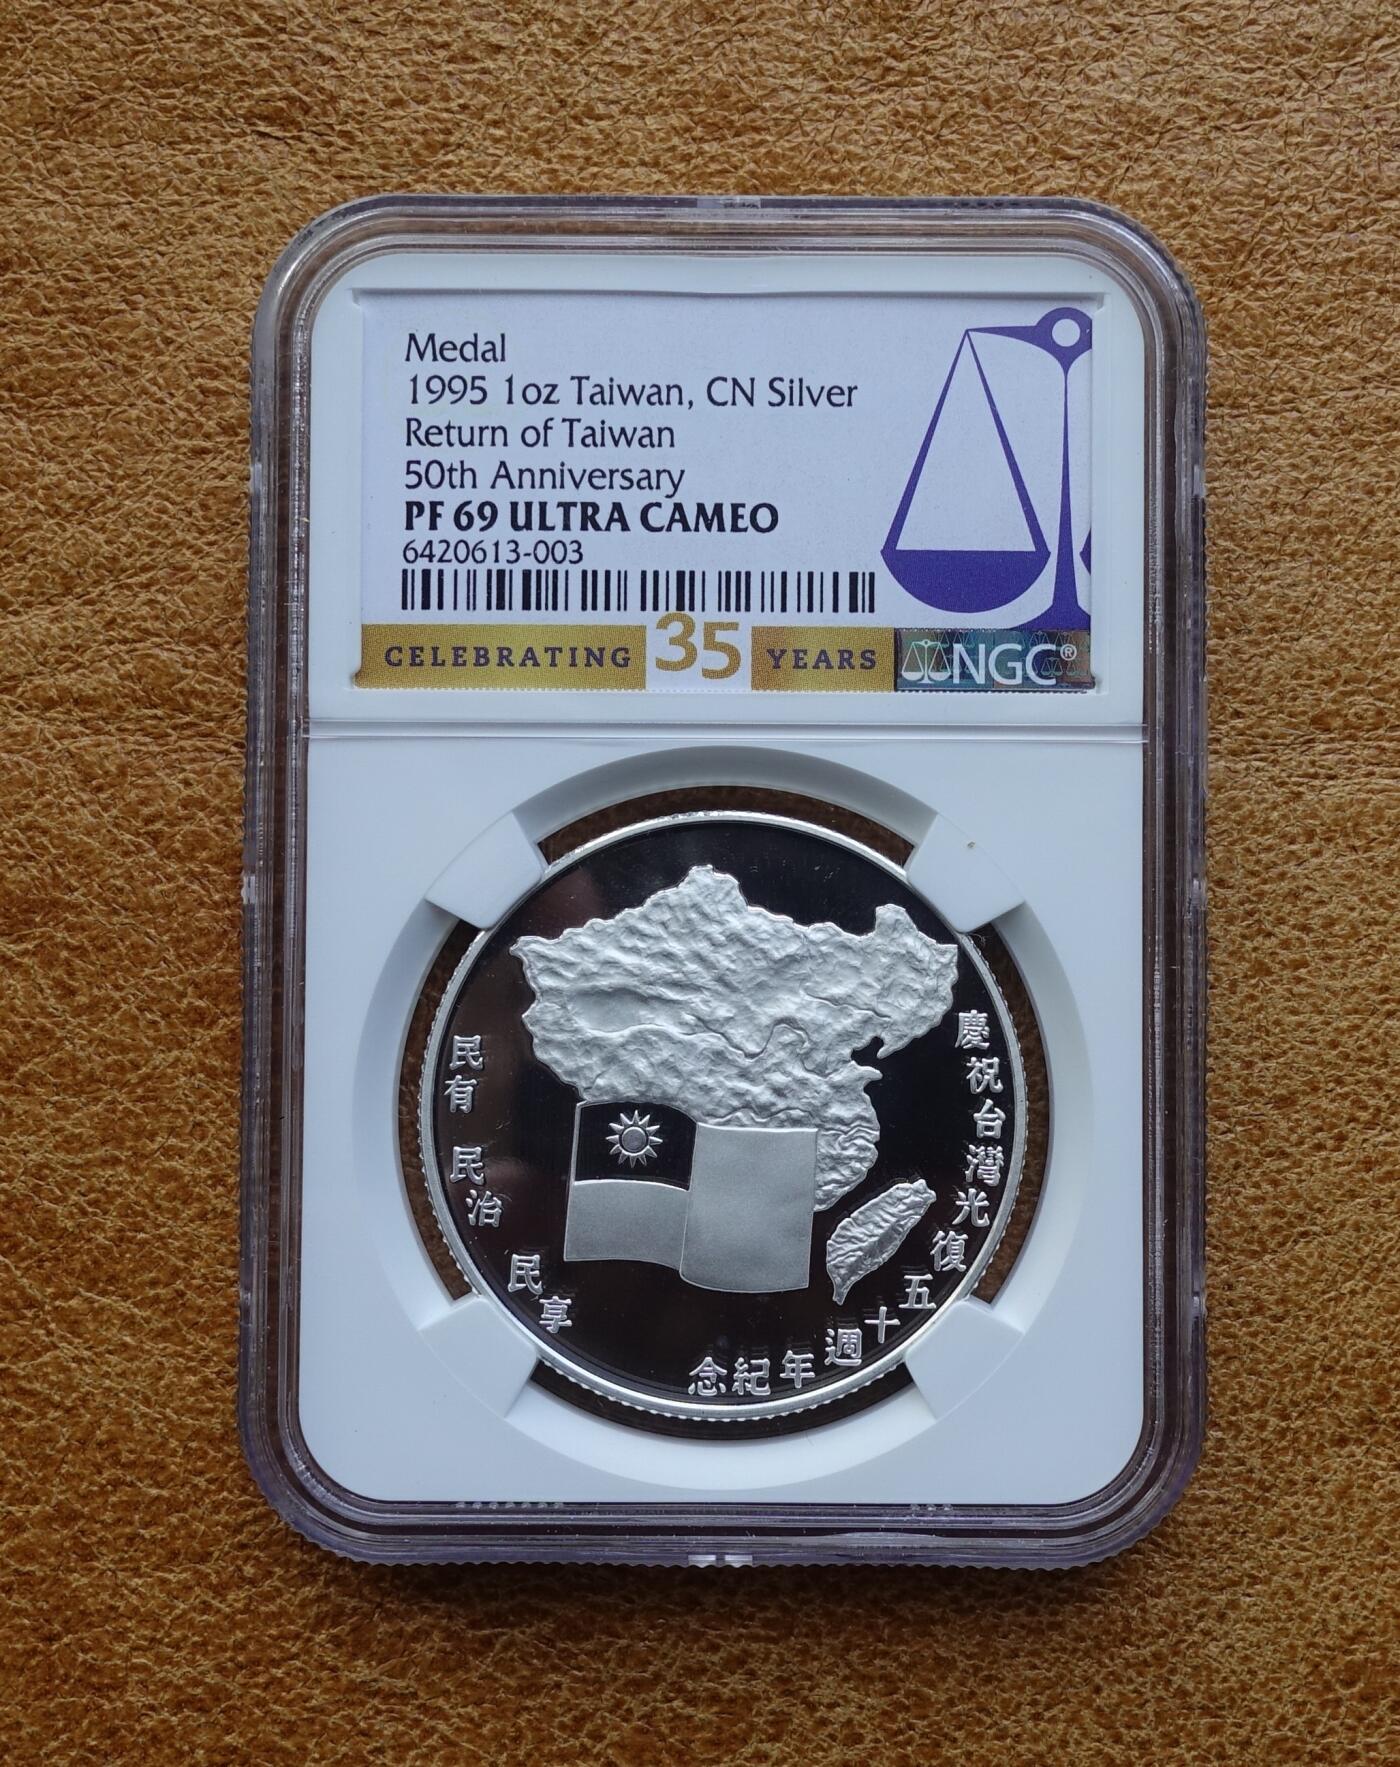 Medal
1995 1oz Taiwan, CN Silver
Return of Taiwan
50th Anniversary
PF 69 ULTRA CAMEO
6420613-003
CELEBRATING 35 YEARS NGC®
慶祝台灣光復五十週年紀念
民有 民治 民享